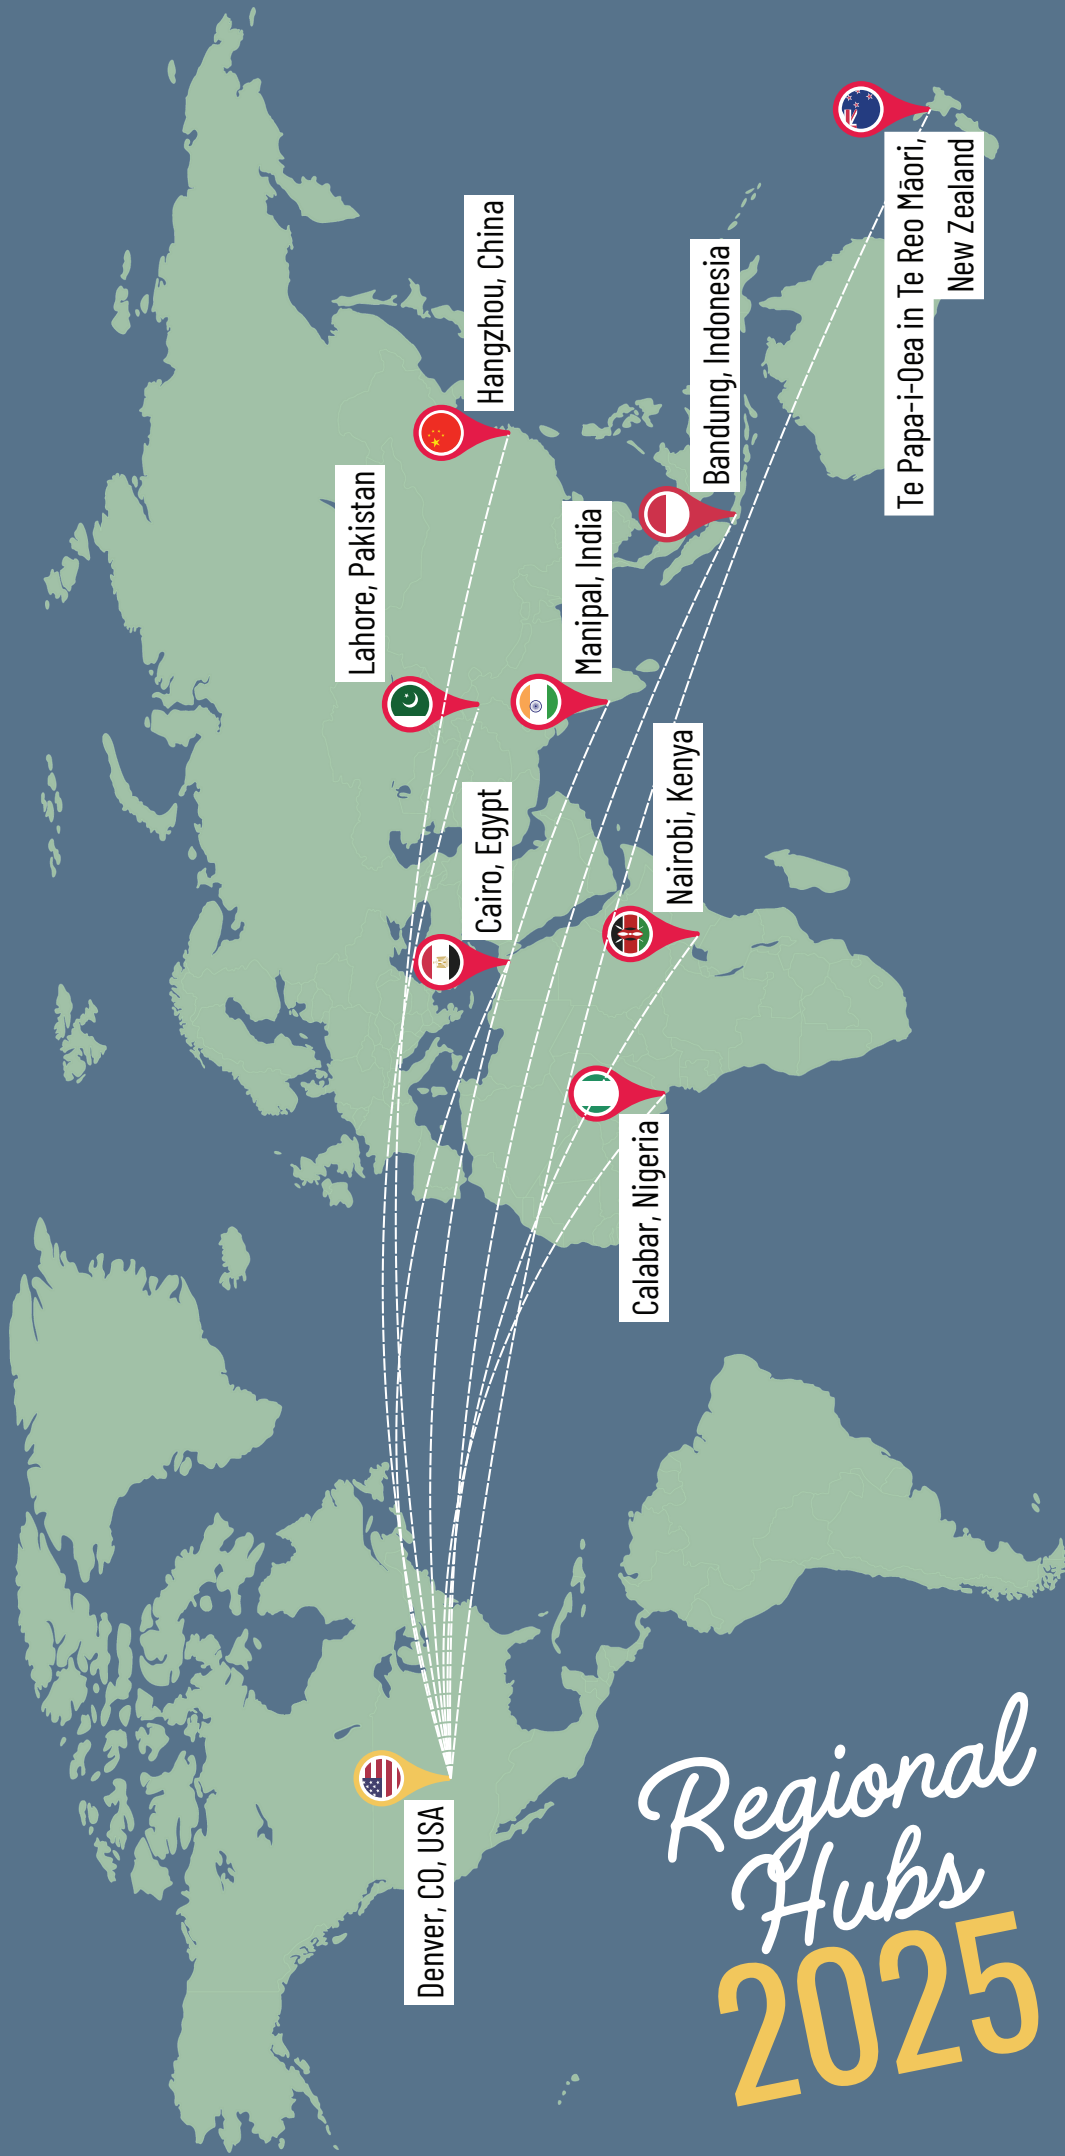 Denver, CO, USA
Calabar, Nigeria
Cairo, Egypt
Nairobi, Kenya
Lahore, Pakistan
Manipal, India
Hangzhou, China
Bandung, Indonesia
Te Papa-i-Oea in Te Reo Māori,
New Zealand
Regional
Hubs
2025